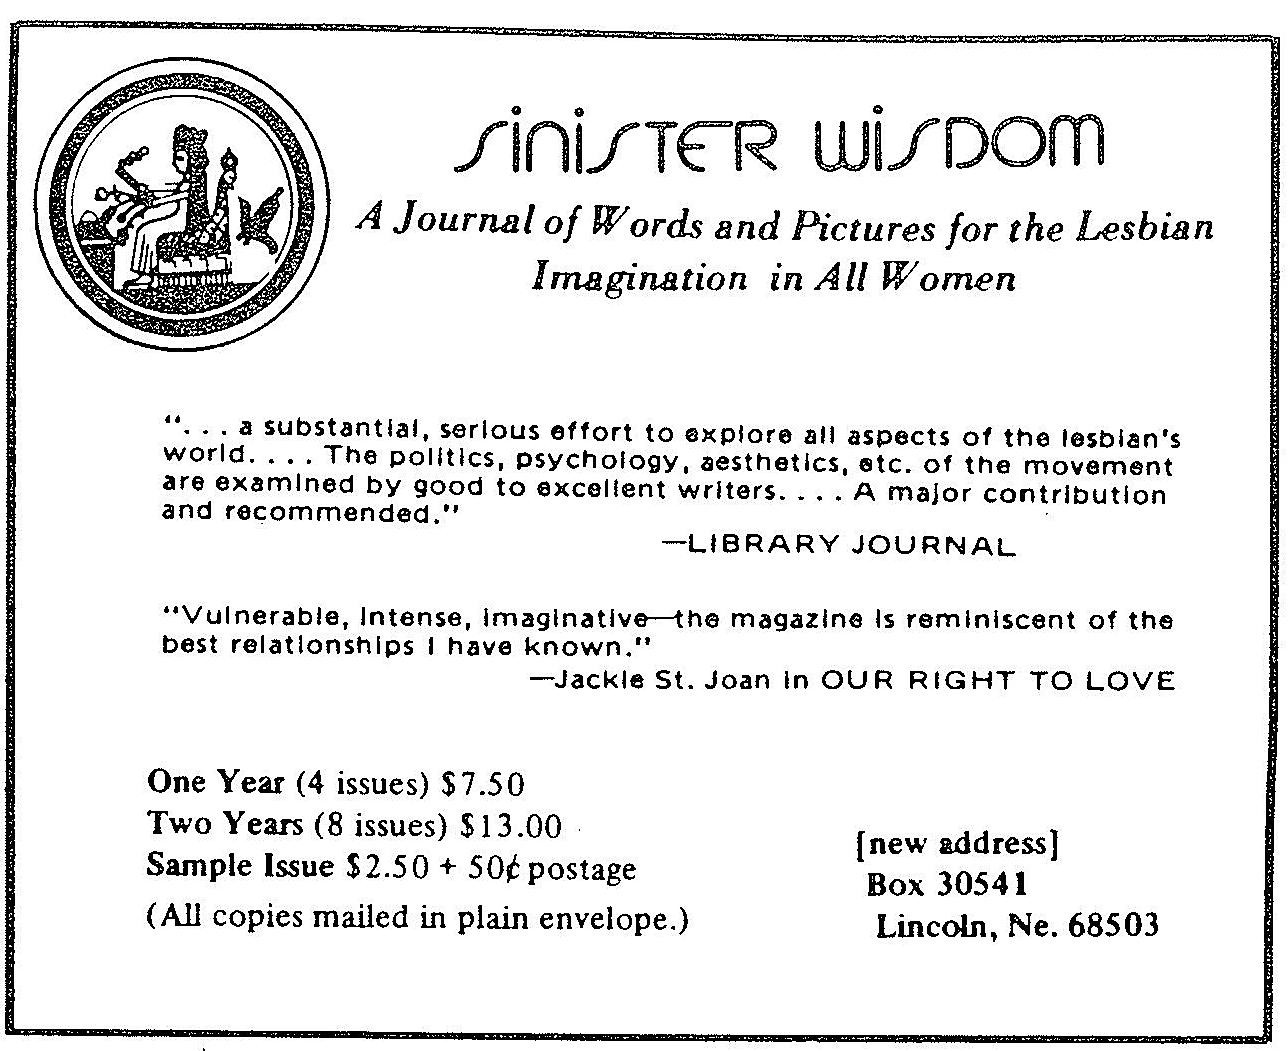 SINISTER WISDOM
A Journal of Words and Pictures for the Lesbian
Imagination in All Women
". . . a substantial, serious effort to explore all aspects of the lesbian's
world. . . . The politics, psychology, aesthetics, etc. of the movement
are examined by good to excellent writers. . . . A major contribution
and recommended."
—LIBRARY JOURNAL
"Vulnerable, intense, imaginative—the magazine is reminiscent of the
best relationships I have known."
—Jackie St. Joan in OUR RIGHT TO LOVE
One Year (4 issues) $7.50
Two Years (8 issues) $13.00
Sample Issue $2.50 + 50¢ postage
(All copies mailed in plain envelope.)
[new address]
Box 30541
Lincoln, Ne. 68503